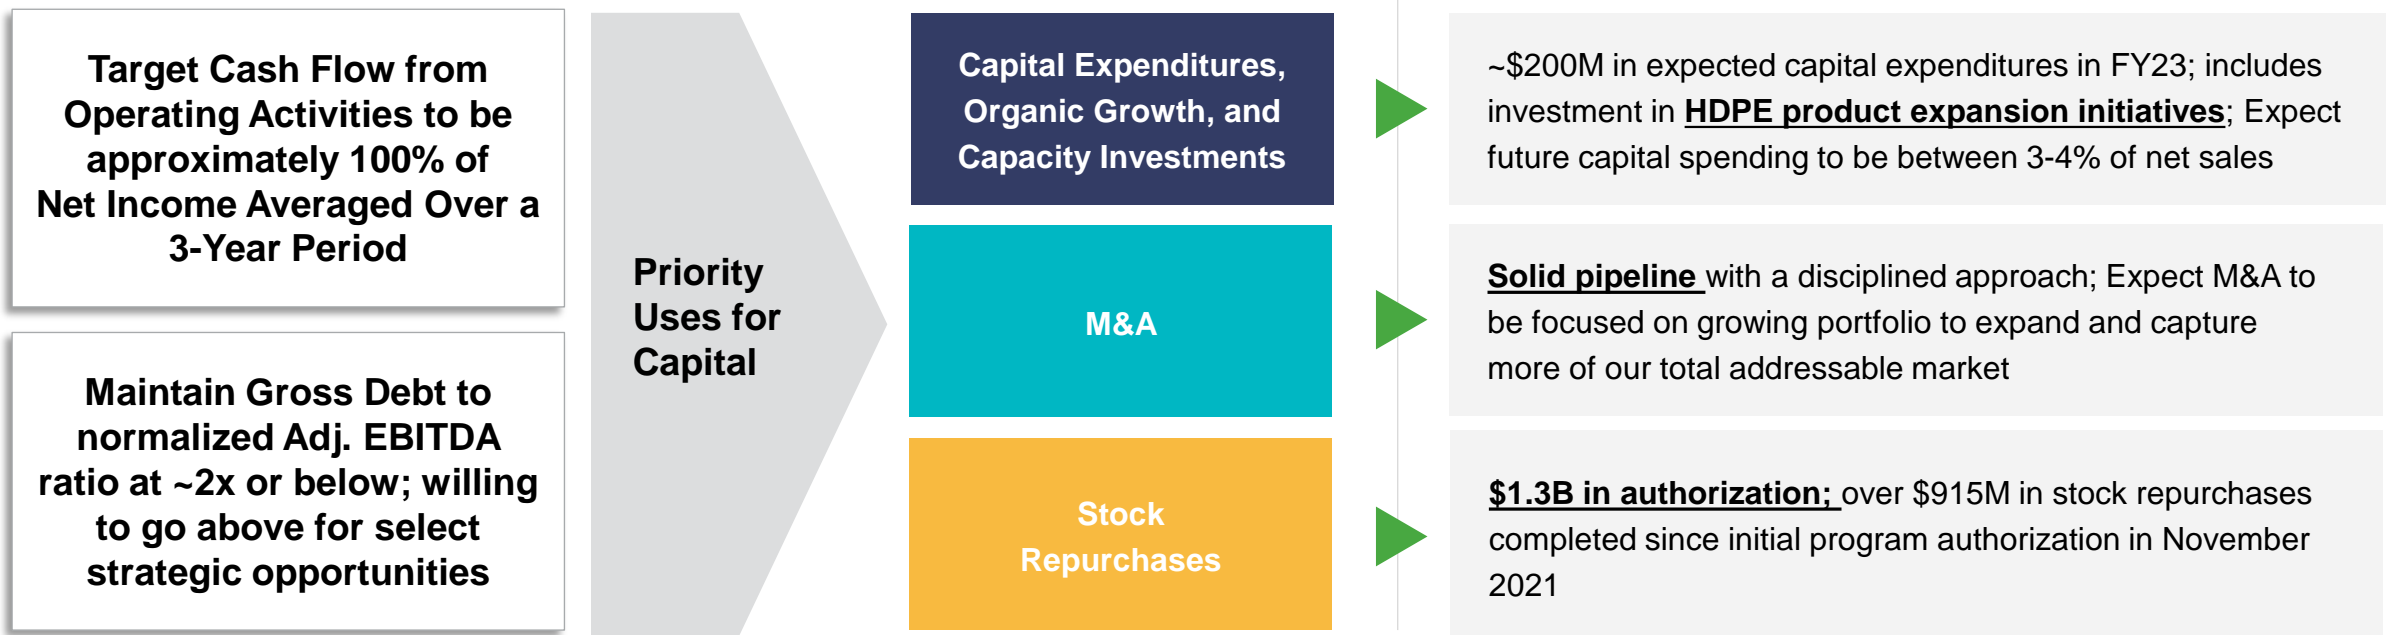 Target Cash Flow from
Operating Activities to be
approximately 100% of
Net Income Averaged Over a
3-Year Period
Maintain Gross Debt to
normalized Adj. EBITDA
ratio at ~2x or below; willing
to go above for select
strategic opportunities
Priority
Uses for
Capital
Capital Expenditures,
Organic Growth, and
Capacity Investments
~$200M in expected capital expenditures in FY23; includes
investment in HDPE product expansion initiatives; Expect
future capital spending to be between 3-4% of net sales
M&A
Solid pipeline with a disciplined approach; Expect M&A to
be focused on growing portfolio to expand and capture
more of our total addressable market
Stock
Repurchases
$1.3B in authorization; over $915M in stock repurchases
completed since initial program authorization in November
2021